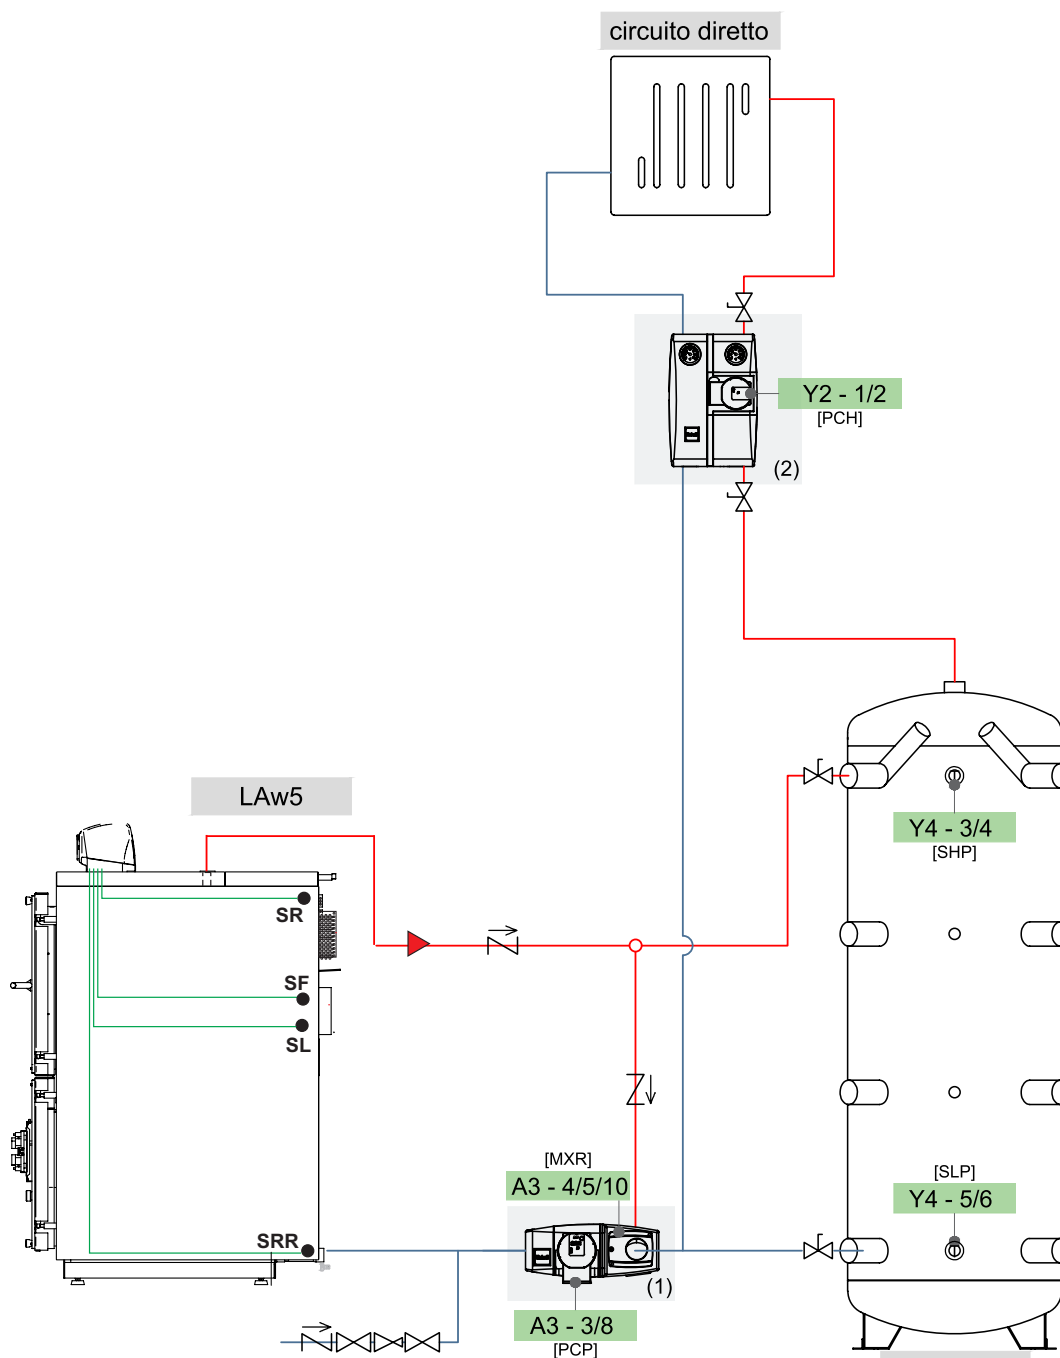 circuito diretto
Y2 - 1/2
[PCH]
(2)
LAw5
Y4 - 3/4
[SHP]
SR
SF
SL
[MXR]
A3 - 4/5/10
[SLP]
Y4 - 5/6
SRR
(1)
A3 - 3/8
[PCP]